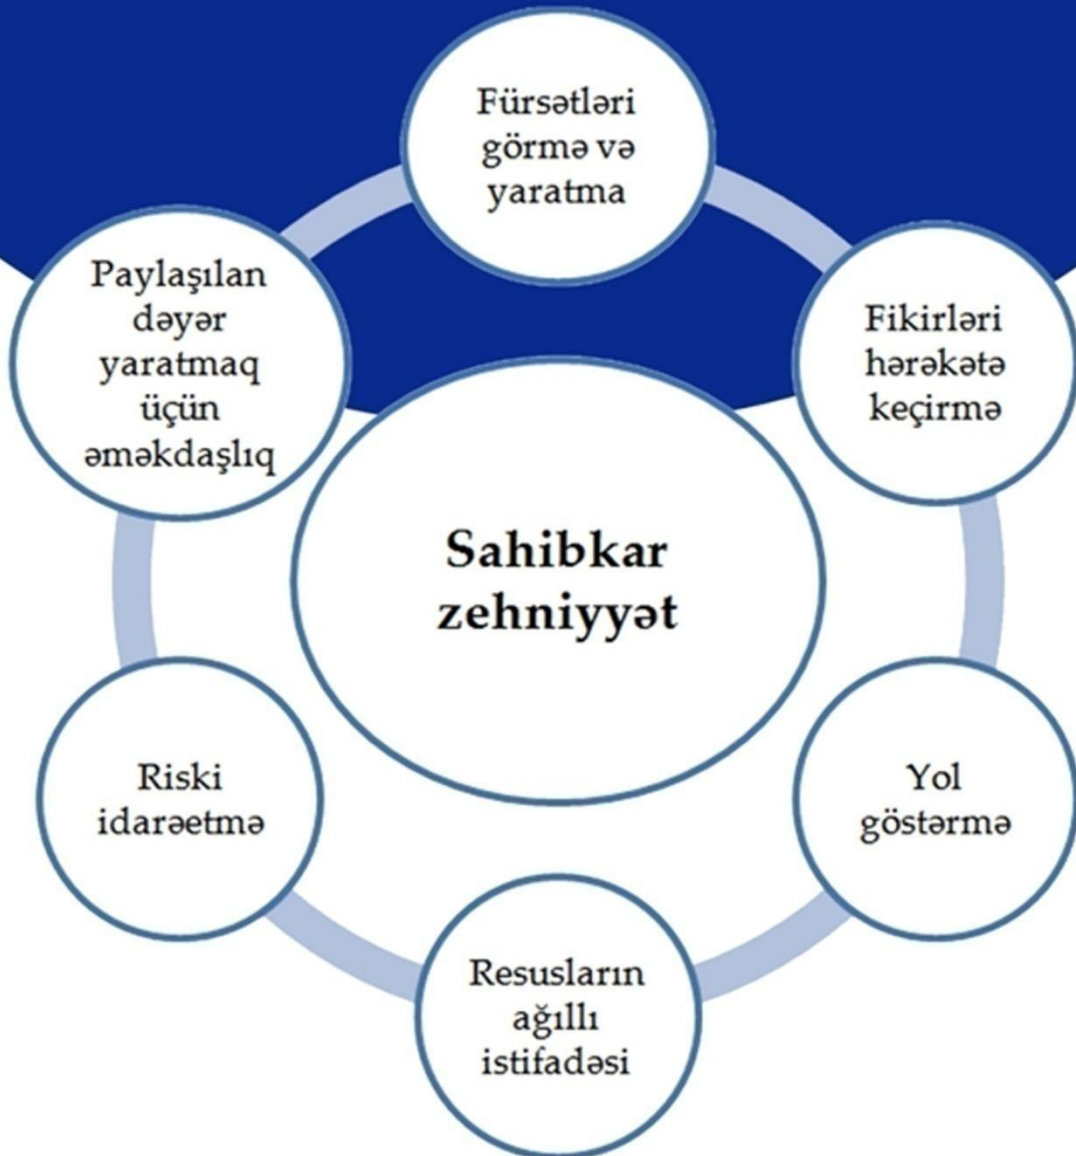 Fürsətləri
görmə və
yaratma
Fikirləri
hərəkətə
keçirmə
Yol
göstərmə
Resusların
ağıllı
istifadəsi
Riski
idarəetmə
Paylaşılan
dəyər
yaratmaq
üçün
əməkdaşlıq
Sahibkar
zehniyyət